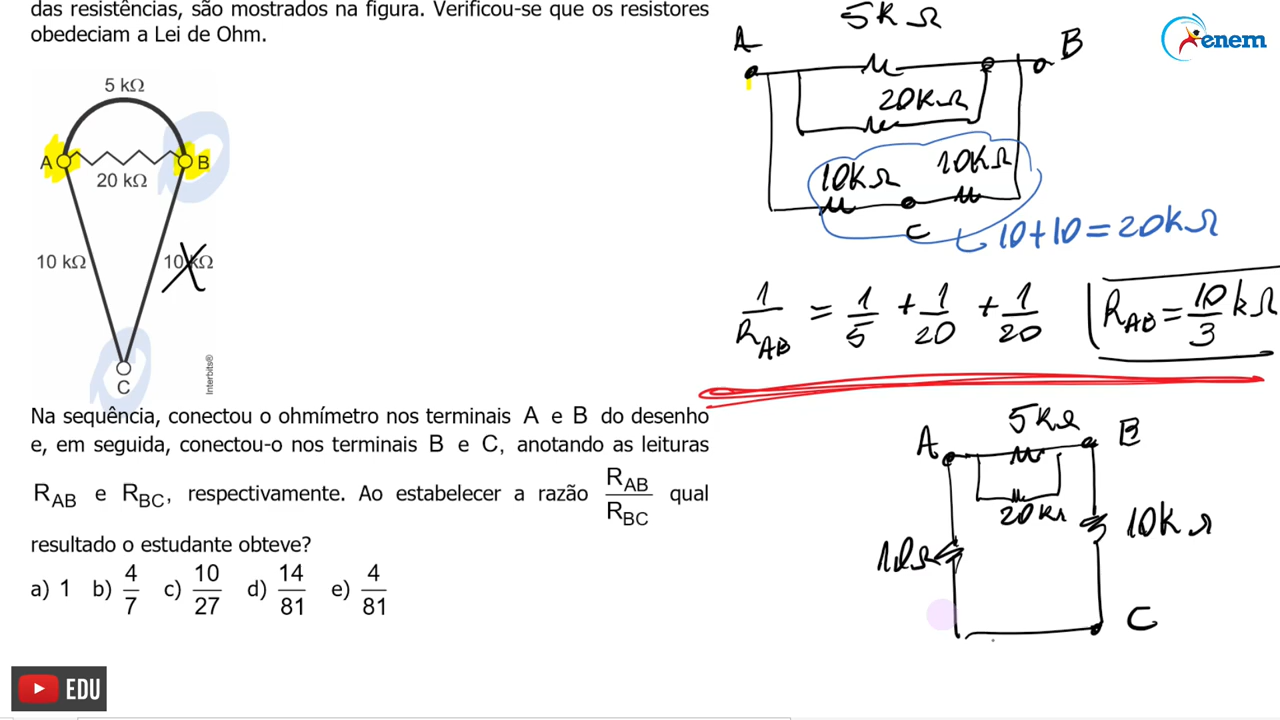 das resistências, são mostrados na figura. Verificou-se que os resistores
obedeciam a Lei de Ohm.
5 kΩ
A
B
20 kΩ
10 kΩ
10 kΩ
C
Interbits®
Na sequência, conectou o ohmímetro nos terminais A e B do desenho
e, em seguida, conectou-o nos terminais B e C, anotando as leituras
R_AB e R_BC, respectivamente. Ao estabelecer a razão R_AB/R_BC qual
resultado o estudante obteve?
a) 1 b) 4/7 c) 10/27 d) 14/81 e) 4/81
EDU
enem
5k Ω
A
B
20kΩ
10kΩ
10kΩ
C
10+10=20kΩ
1/R_AB = 1/5 + 1/20 + 1/20
R_AB = 10/3 kΩ
5kΩ
A
B
20kΩ
10kΩ
10Ω
C